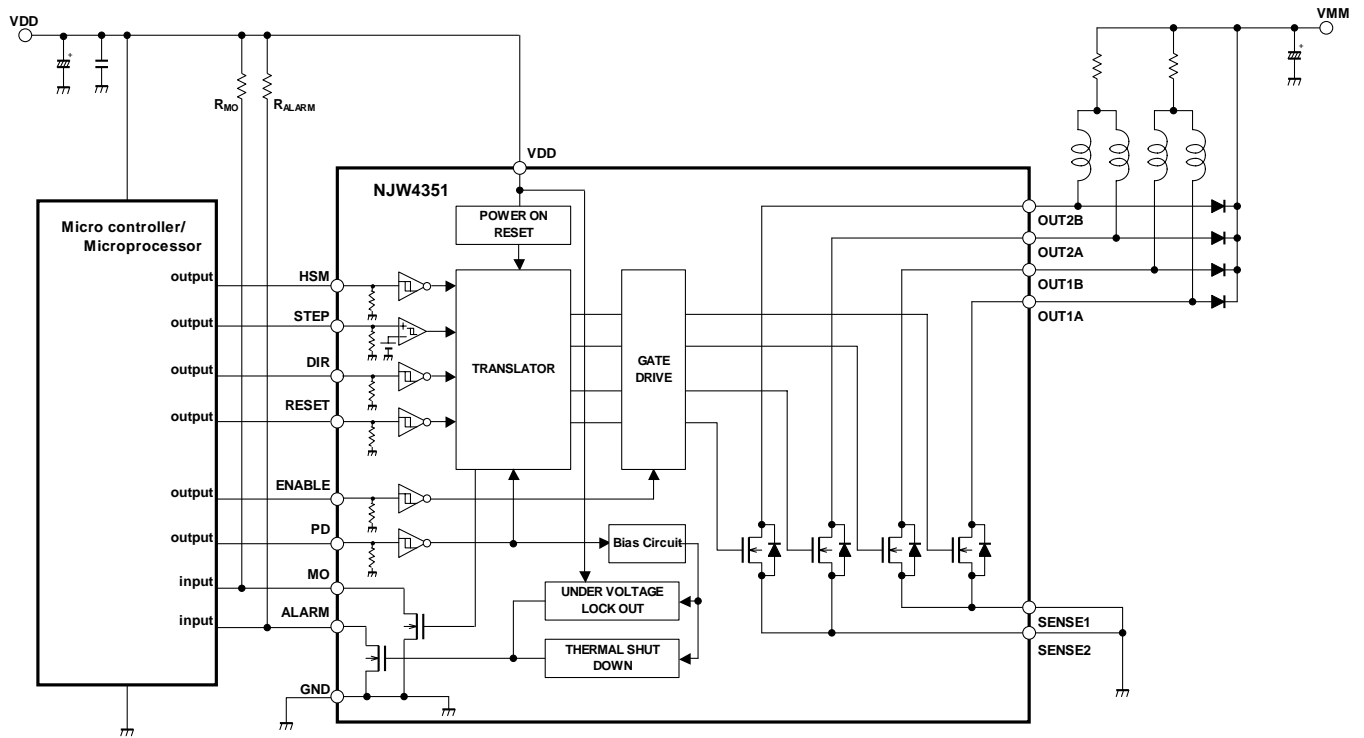 VDD
VMM
+
+
RMO
RALARM
VDD
NJW4351
POWER ON
RESET
Micro controller/
Microprocessor
OUT2B
OUT2A
OUT1B
OUT1A
output
HSM
output
STEP
+
-
output
DIR
output
RESET
TRANSLATOR
GATE
DRIVE
output
ENABLE
output
PD
Bias Circuit
input
MO
UNDER VOLTAGE
LOCK OUT
input
ALARM
SENSE1
SENSE2
THERMAL SHUT
DOWN
GND